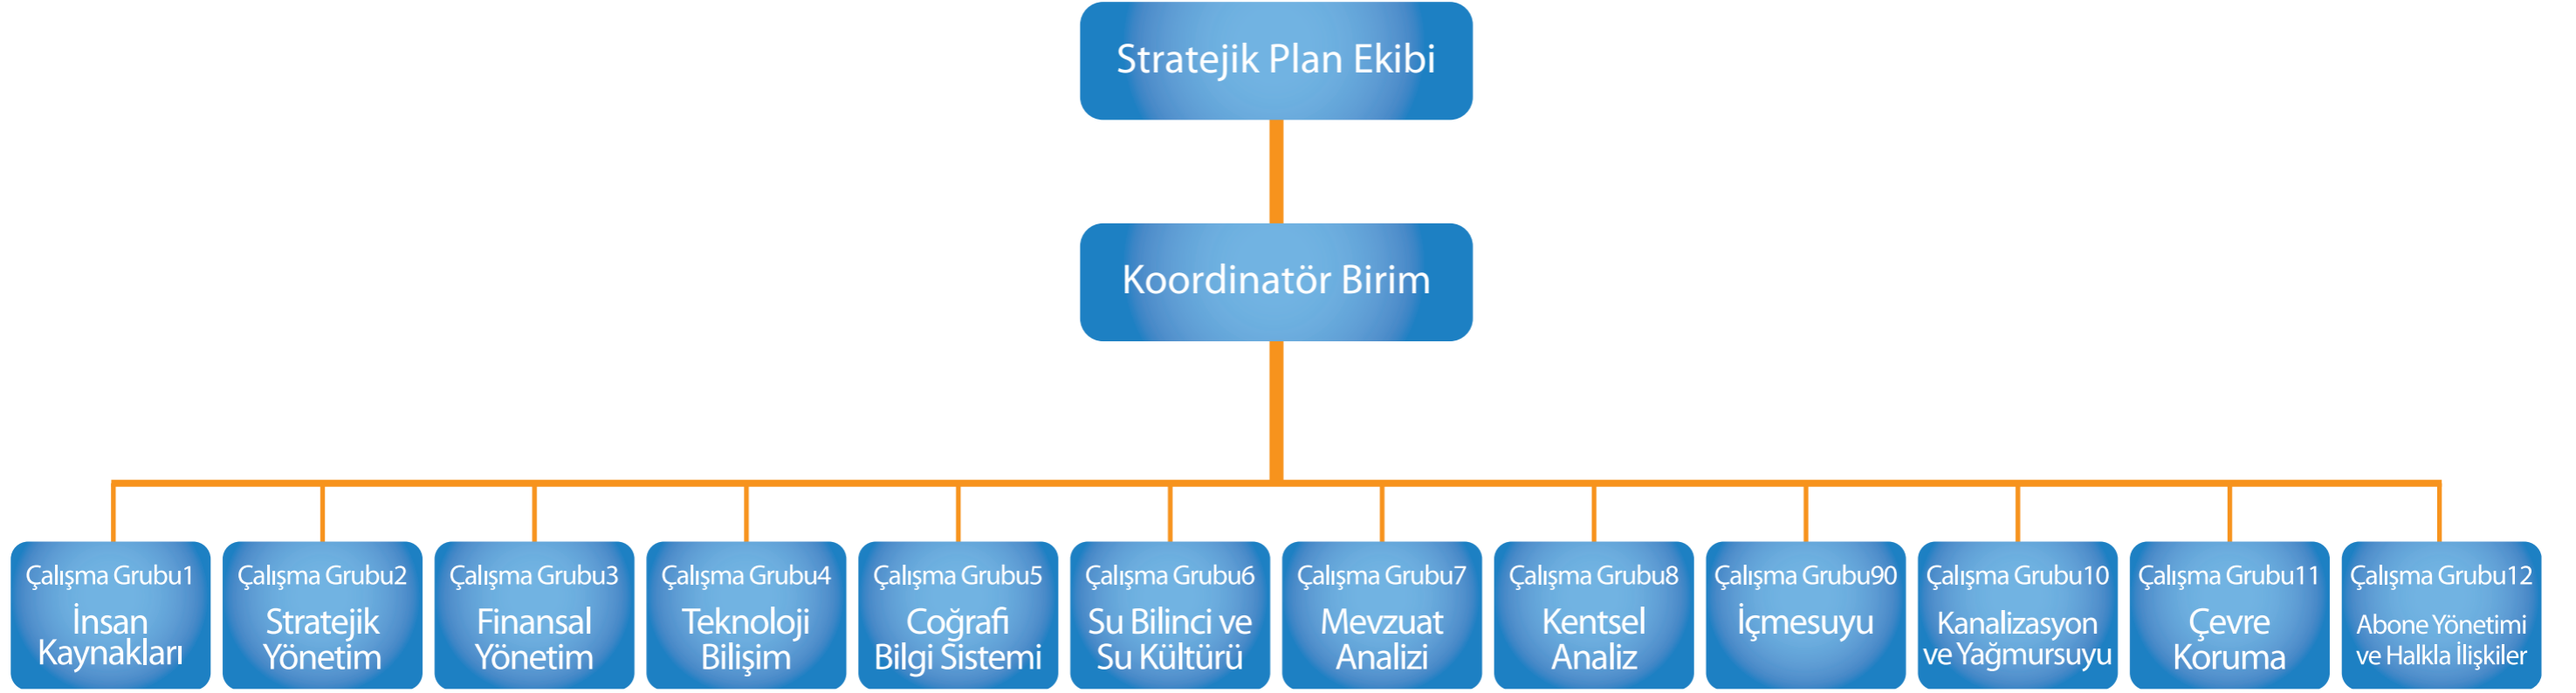 Stratejik Plan Ekibi
Koordinatör Birim
Çalışma Grubu1
İnsan
Kaynakları
Çalışma Grubu2
Stratejik
Yönetim
Çalışma Grubu3
Finansal
Yönetim
Çalışma Grubu4
Teknoloji
Bilişim
Çalışma Grubu5
Coğrafi
Bilgi Sistemi
Çalışma Grubu6
Su Bilinci ve
Su Kültürü
Çalışma Grubu7
Mevzuat
Analizi
Çalışma Grubu8
Kentsel
Analiz
Çalışma Grubu90
İçmesuyu
Çalışma Grubu10
Kanalizasyon
ve Yağmursuyu
Çalışma Grubu11
Çevre
Koruma
Çalışma Grubu12
Abone Yönetimi
ve Halkla İlişkiler